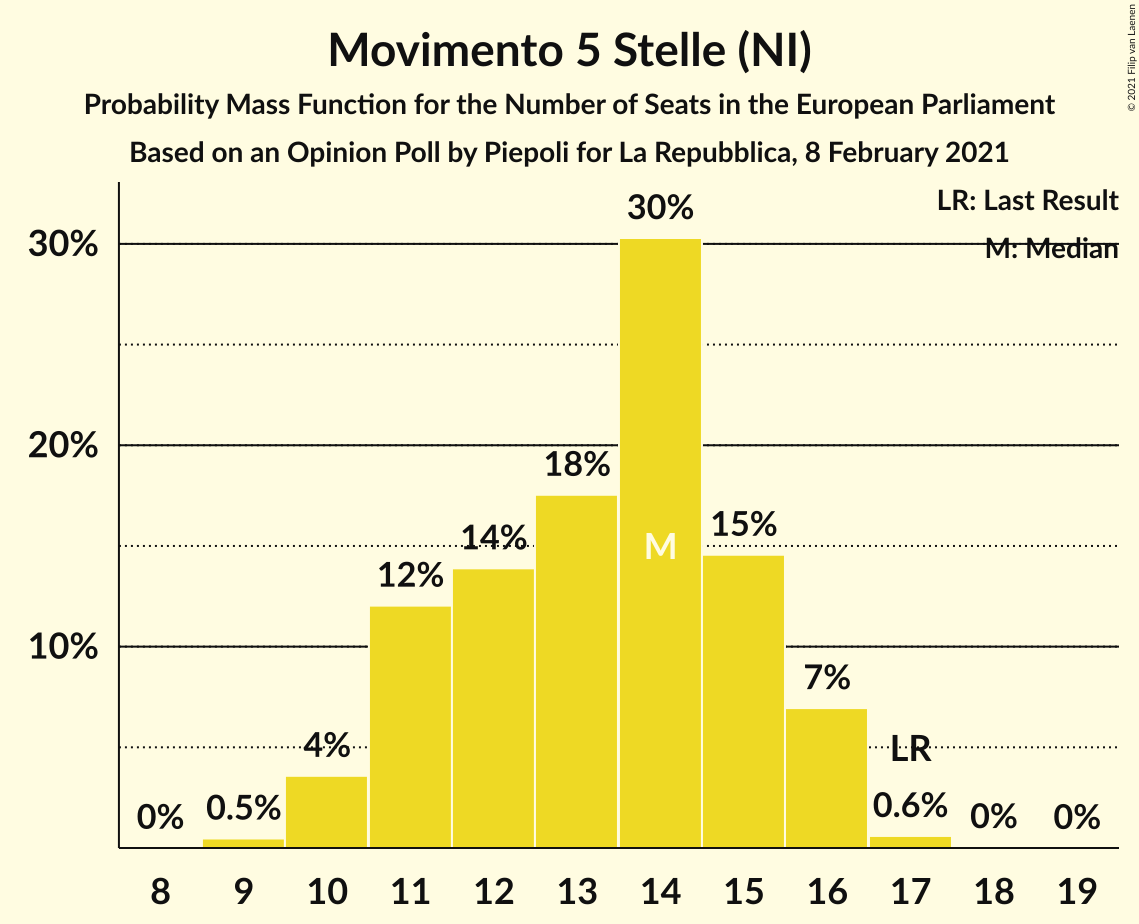 Movimento 5 Stelle (NI)
Probability Mass Function for the Number of Seats in the European Parliament
Based on an Opinion Poll by Piepoli for La Repubblica, 8 February 2021
© 2021 Filip van Laenen
LR: Last Result
M: Median
30%
20%
10%
0%
0.5%
4%
12%
14%
18%
30%
M
15%
7%
LR
0.6%
0%
0%
8 9 10 11 12 13 14 15 16 17 18 19